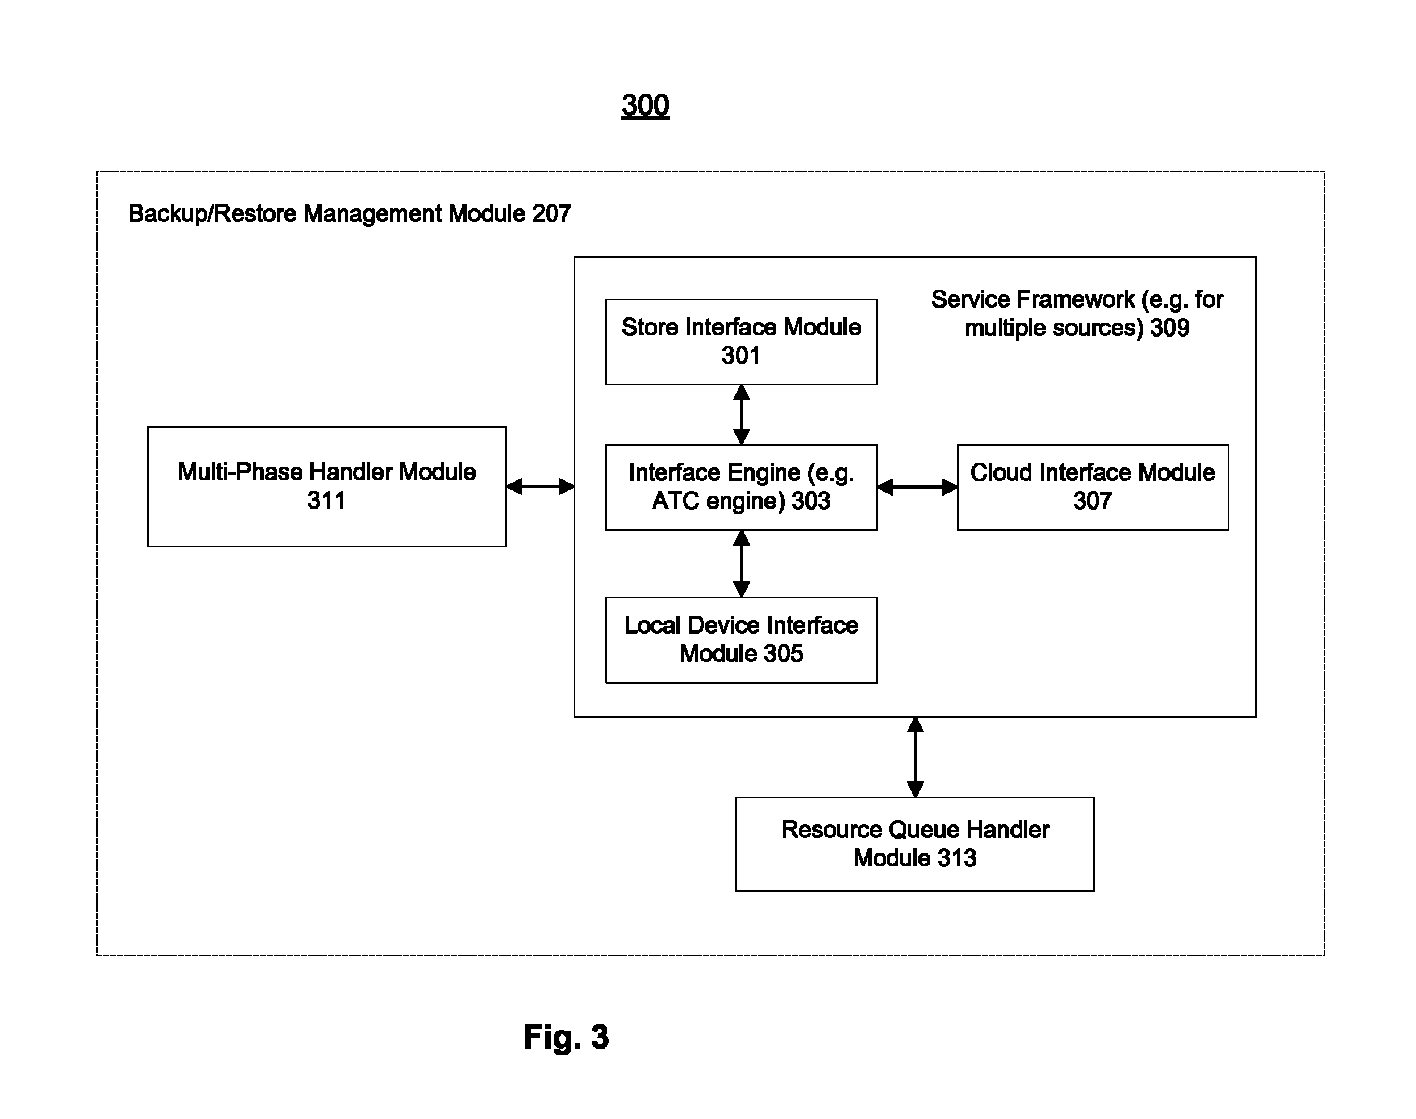 300
Backup/Restore Management Module 207
Service Framework (e.g. for
multiple sources) 309
Store Interface Module
301
Multi-Phase Handler Module
311
Interface Engine (e.g.
ATC engine) 303
Cloud Interface Module
307
Local Device Interface
Module 305
Resource Queue Handler
Module 313
Fig. 3